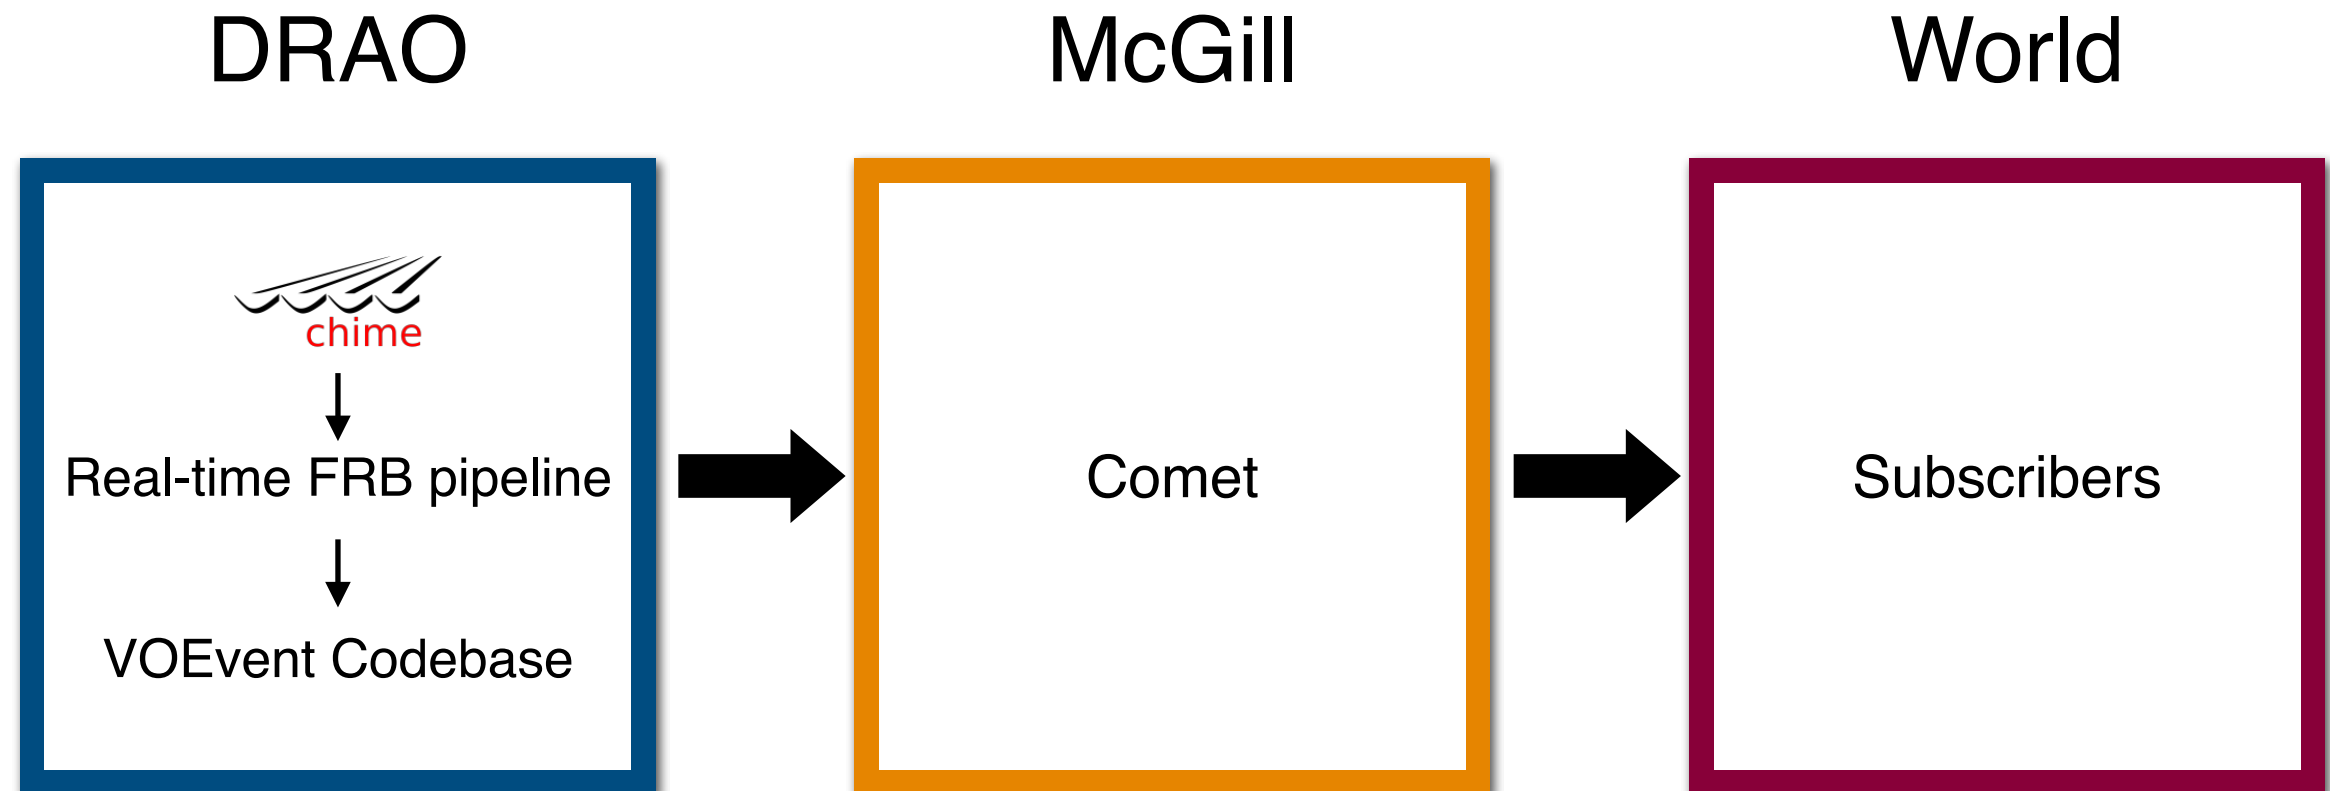 DRAO
McGill
World
chime
Real-time FRB pipeline
VOEvent Codebase
Comet
Subscribers